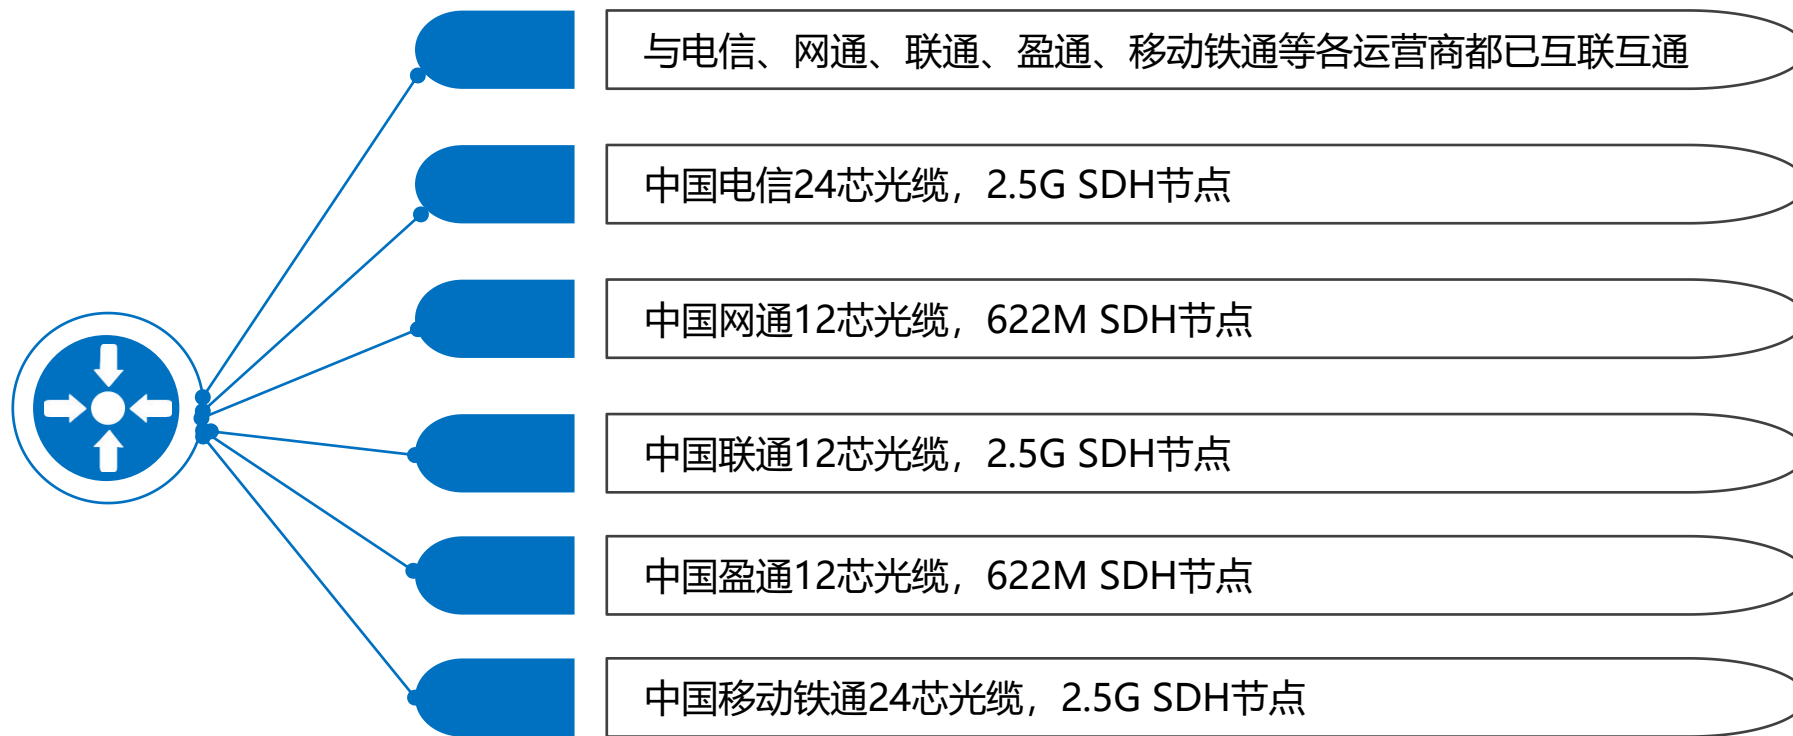 与电信、网通、联通、盈通、移动铁通等各运营商都已互联互通
中国电信24芯光缆，2.5G SDH节点
中国网通12芯光缆，622M SDH节点
中国联通12芯光缆，2.5G SDH节点
中国盈通12芯光缆，622M SDH节点
中国移动铁通24芯光缆，2.5G SDH节点